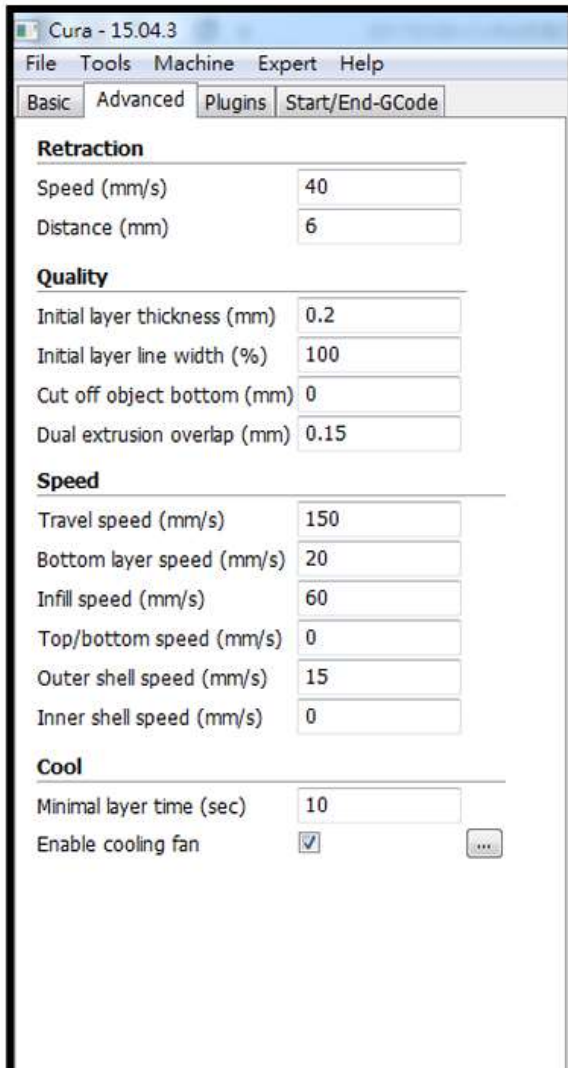 Cura - 15.04.3
File Tools Machine Expert Help
Basic Advanced Plugins Start/End-GCode
Retraction
Speed (mm/s) 40
Distance (mm) 6
Quality
Initial layer thickness (mm) 0.2
Initial layer line width (%) 100
Cut off object bottom (mm) 0
Dual extrusion overlap (mm) 0.15
Speed
Travel speed (mm/s) 150
Bottom layer speed (mm/s) 20
Infill speed (mm/s) 60
Top/bottom speed (mm/s) 0
Outer shell speed (mm/s) 15
Inner shell speed (mm/s) 0
Cool
Minimal layer time (sec) 10
Enable cooling fan ...